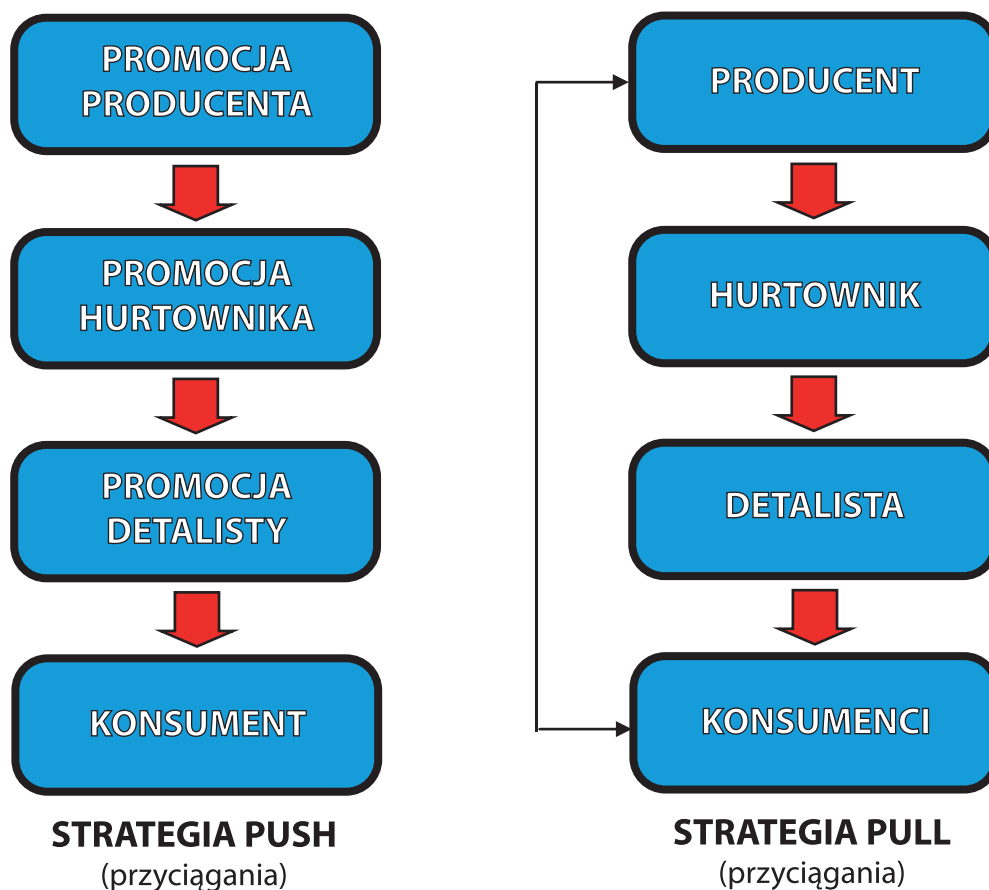 PROMOCJA
PRODUCENTA
PROMOCJA
HURTOWNIKA
PROMOCJA
DETALISTY
KONSUMENT
STRATEGIA PUSH
(przyciągania)
PRODUCENT
HURTOWNIK
DETALISTA
KONSUMENCI
STRATEGIA PULL
(przyciągania)